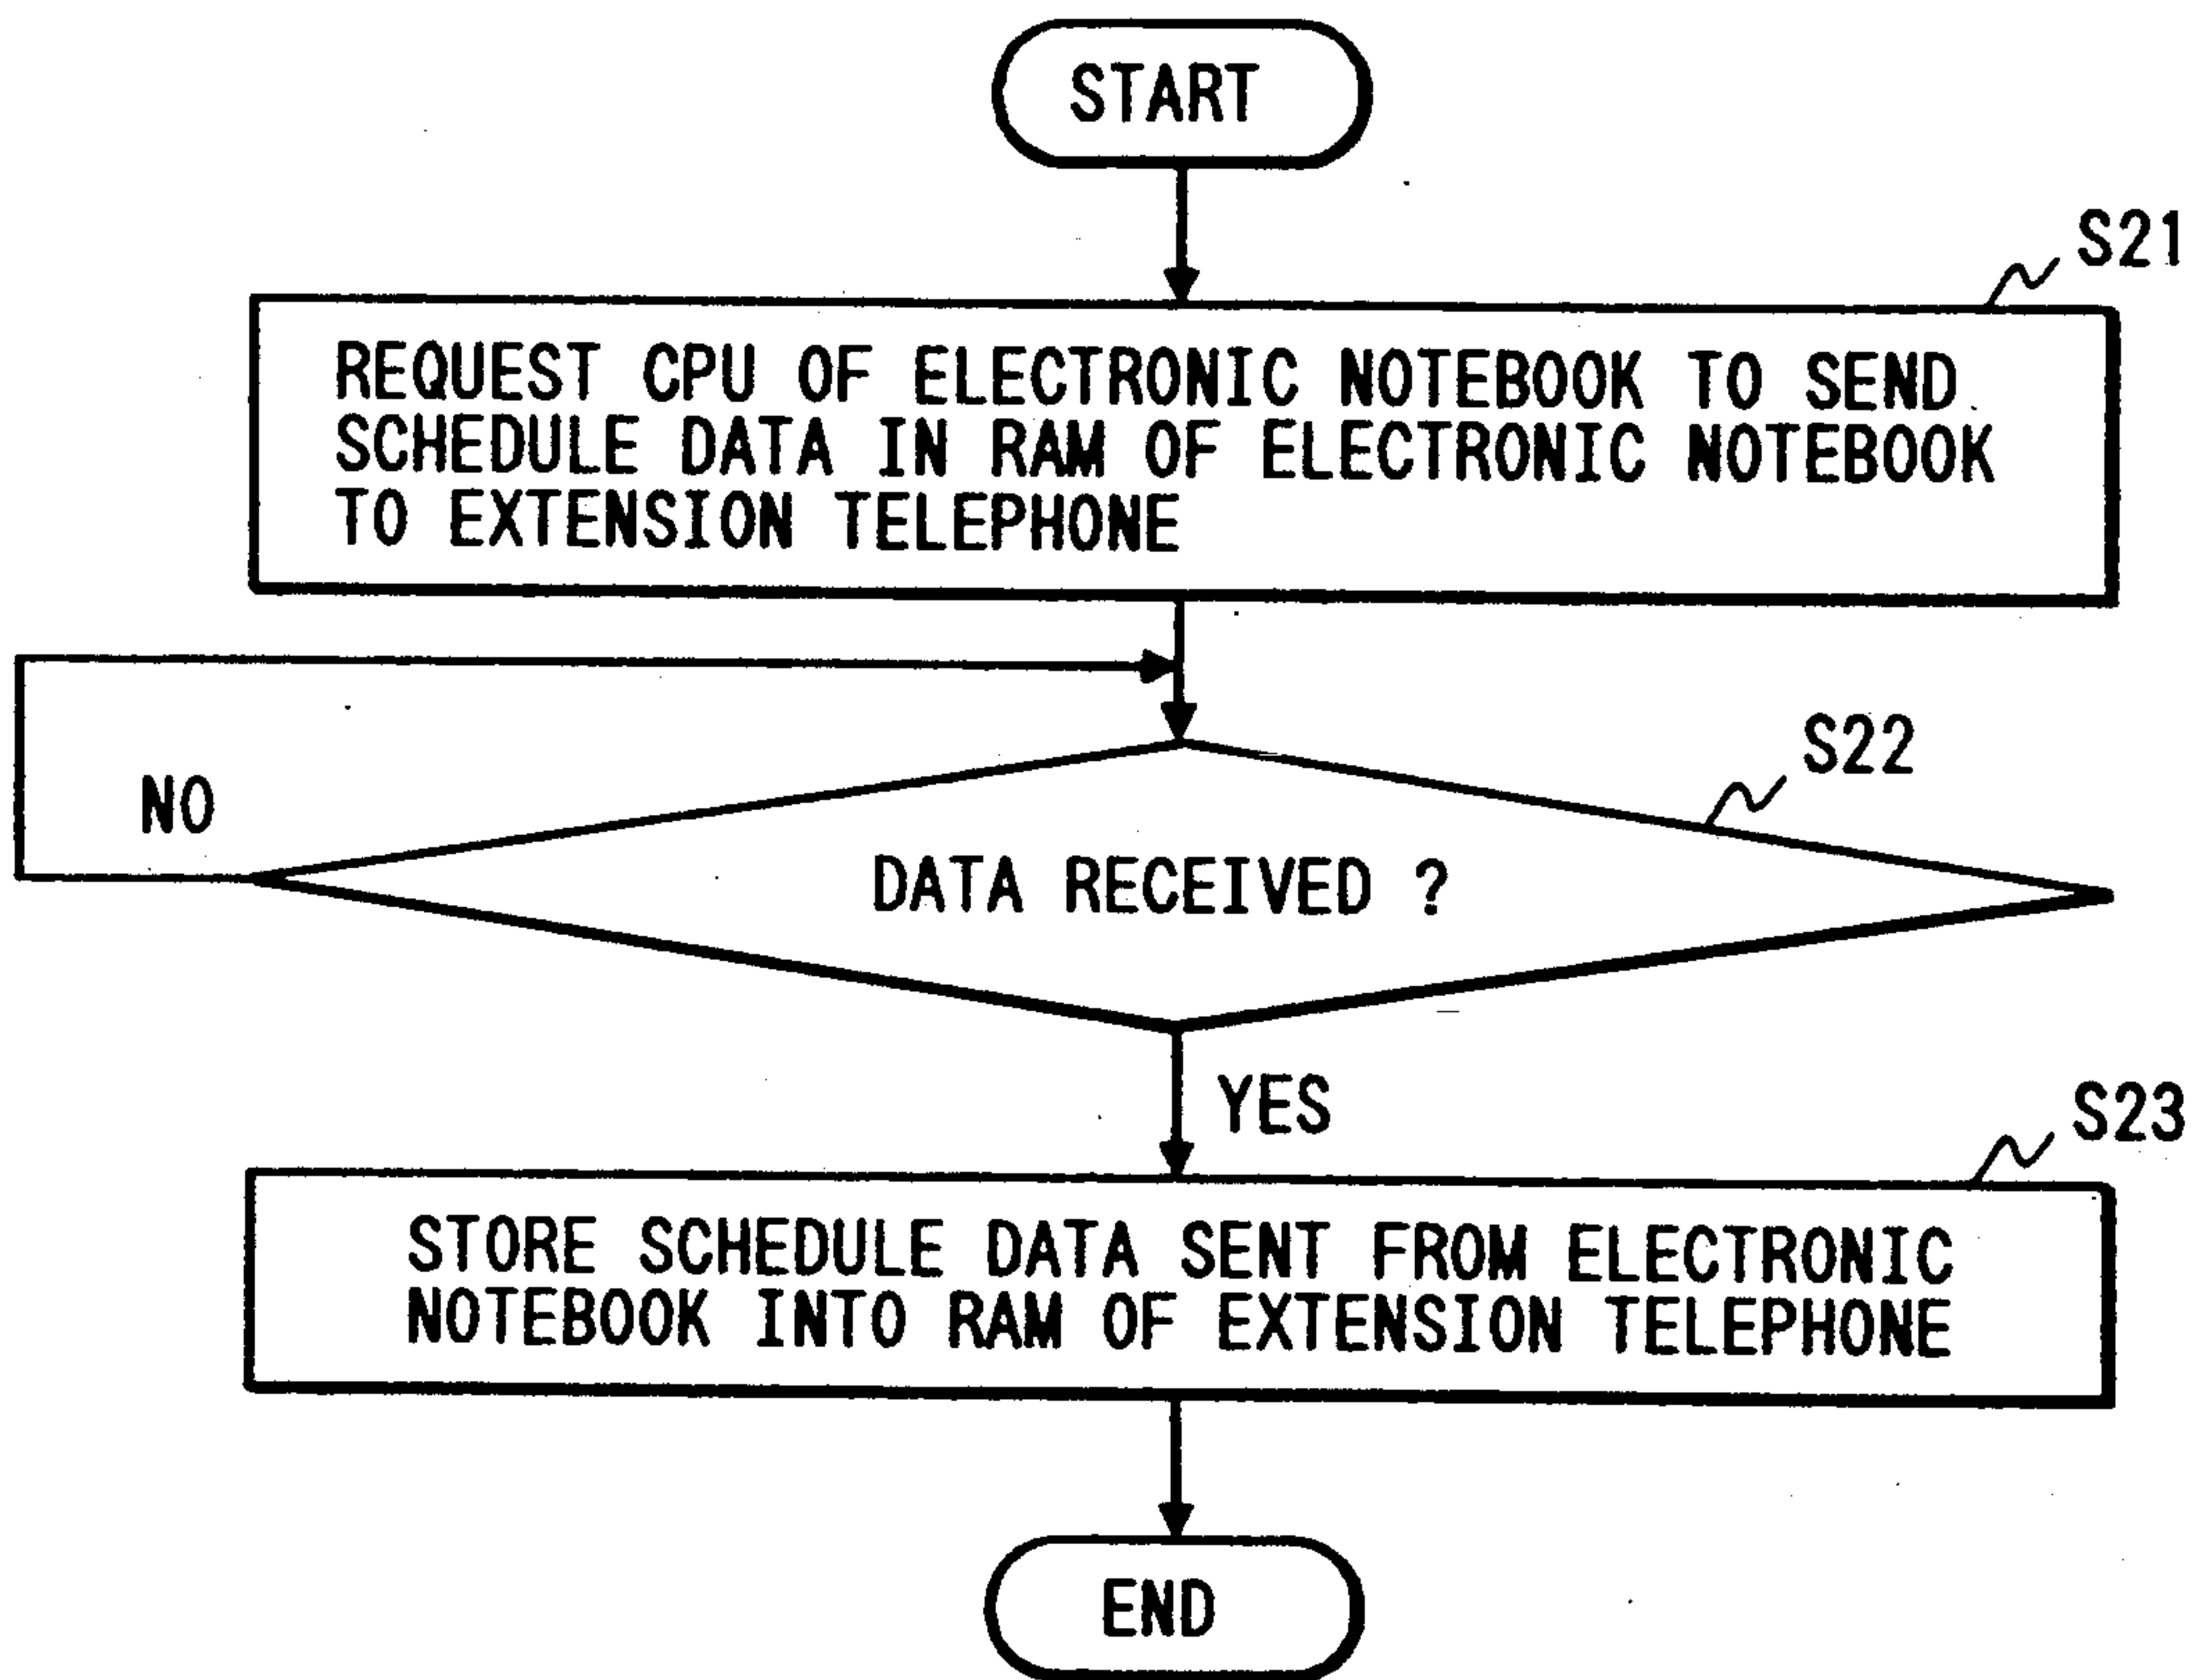 START
S21
REQUEST CPU OF ELECTRONIC NOTEBOOK TO SEND
SCHEDULE DATA IN RAM OF ELECTRONIC NOTEBOOK
TO EXTENSION TELEPHONE
S22
NO
DATA RECEIVED ?
YES
S23
STORE SCHEDULE DATA SENT FROM ELECTRONIC
NOTEBOOK INTO RAM OF EXTENSION TELEPHONE
END